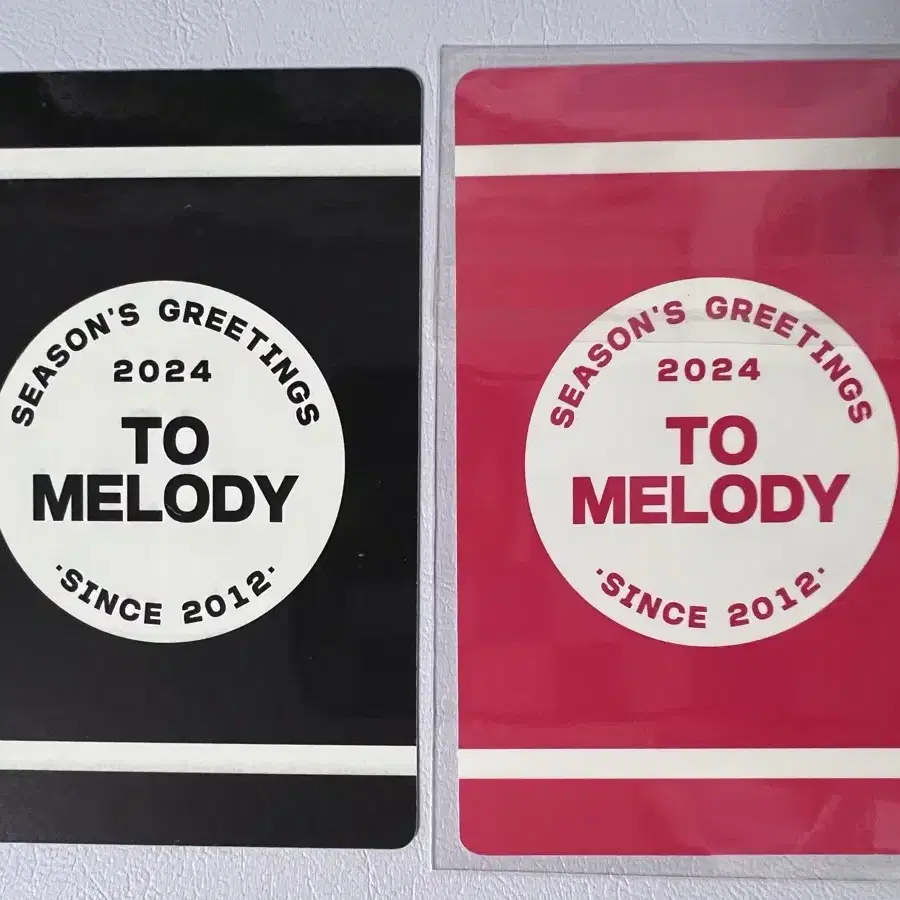 SEASON'S GREETINGS
2024
TO
MELODY
·SINCE 2012·
SEASON'S GREETINGS
2024
TO
MELODY
·SINCE 2012·